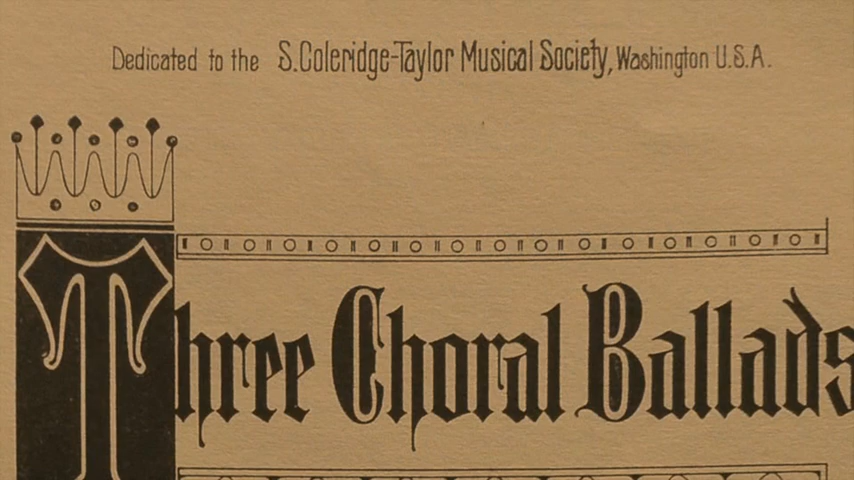 Dedicated to the S. Coleridge-Taylor Musical Society, Washington U.S.A.
Three Choral Ballads